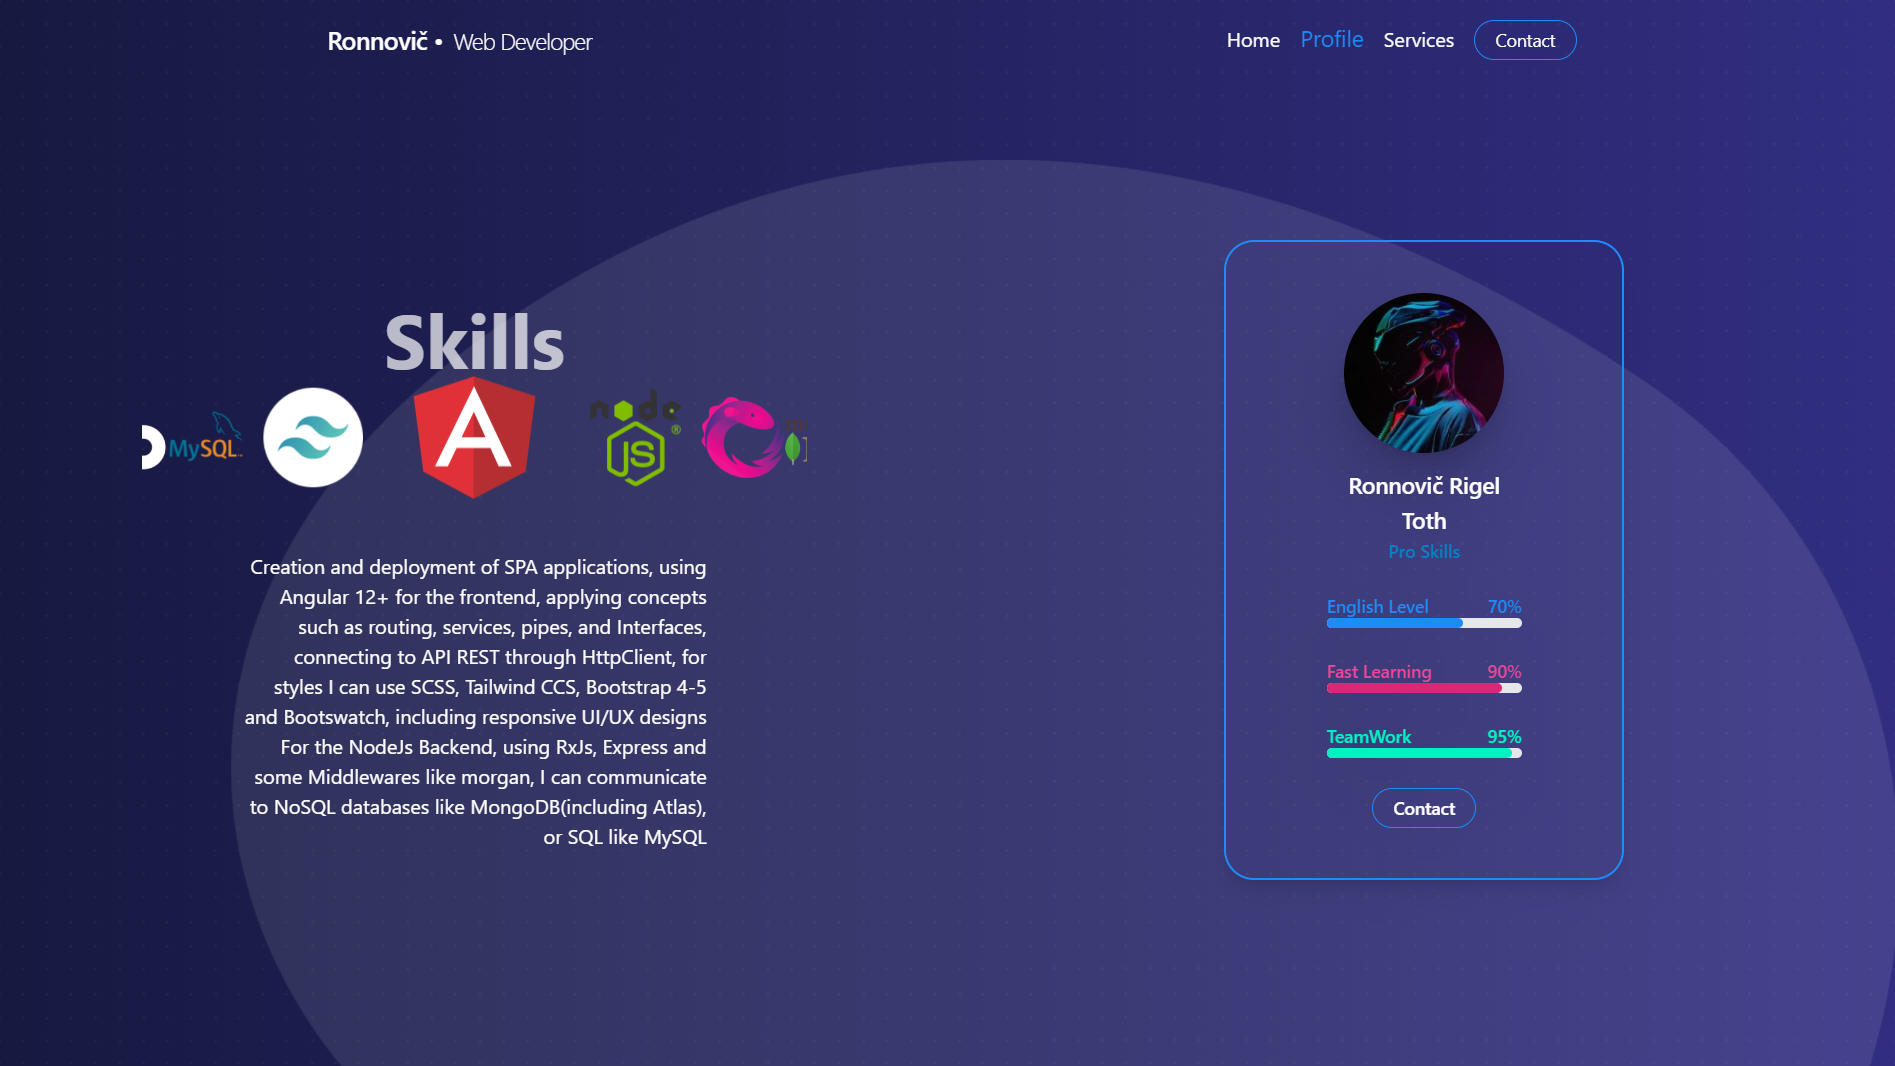 Ronnovič • Web Developer
Home Profile Services Contact
Skills
MySQL
node
JS
Creation and deployment of SPA applications, using
Angular 12+ for the frontend, applying concepts
such as routing, services, pipes, and Interfaces,
connecting to API REST through HttpClient, for
styles I can use SCSS, Tailwind CCS, Bootstrap 4-5
and Bootswatch, including responsive UI/UX designs
For the NodeJs Backend, using RxJs, Express and
some Middlewares like morgan, I can communicate
to NoSQL databases like MongoDB(including Atlas),
or SQL like MySQL
Ronnovič Rigel
Toth
Pro Skills
English Level 70%
Fast Learning 90%
TeamWork 95%
Contact